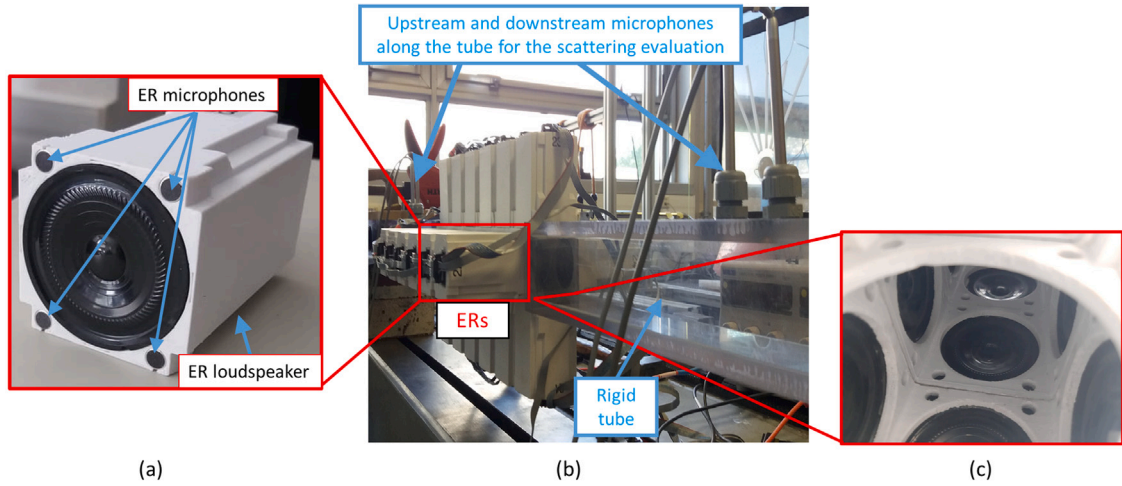 Upstream and downstream microphones
along the tube for the scattering evaluation
ER microphones
ER loudspeaker
ERs
Rigid
tube
(a)
(b)
(c)